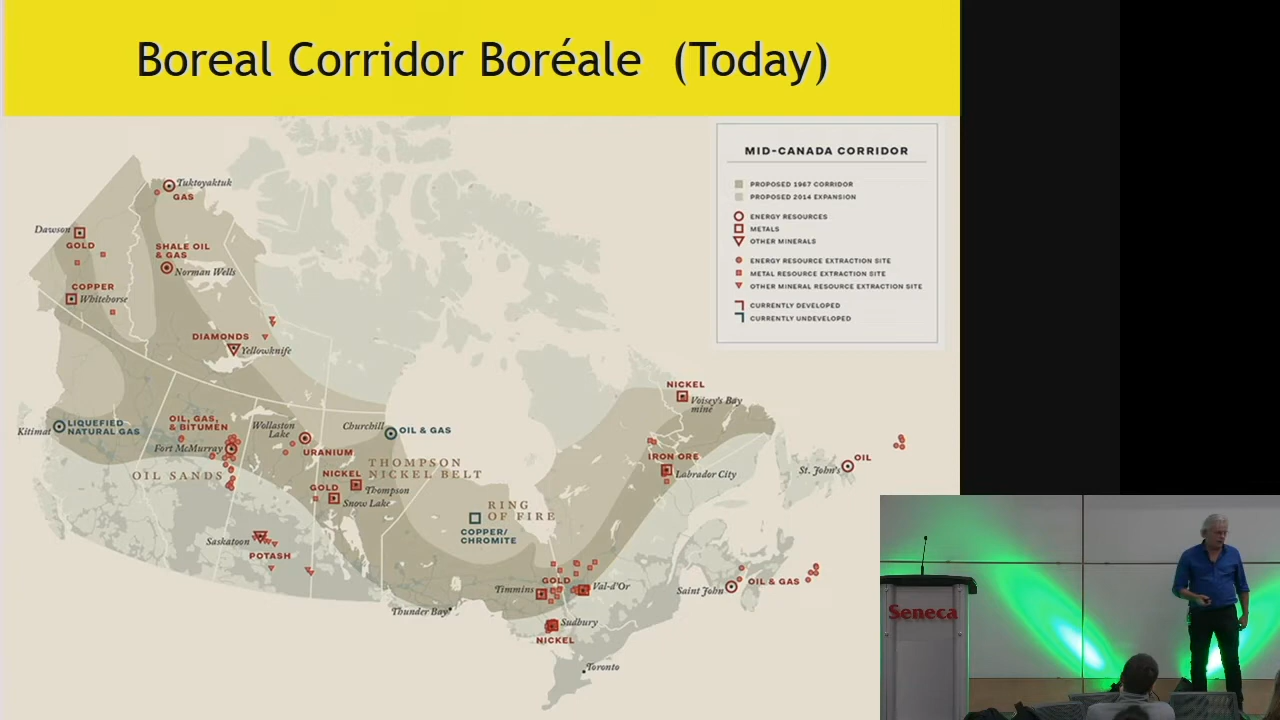 Boreal Corridor Boréale (Today)
MID-CANADA CORRIDOR
PROPOSED 1967 CORRIDOR
PROPOSED 2014 EXPANSION
ENERGY RESOURCES
METALS
OTHER MINERALS
ENERGY RESOURCE EXTRACTION SITE
METAL RESOURCE EXTRACTION SITE
OTHER MINERAL RESOURCE EXTRACTION SITE
CURRENTLY DEVELOPED
CURRENTLY UNDEVELOPED
Tuktoyaktuk
GAS
Dawson
GOLD
SHALE OIL
& GAS
Norman Wells
COPPER
Whitehorse
DIAMONDS
Yellowknife
NICKEL
Voisey's Bay
mine
Kitimat
LIQUEFIED
NATURAL GAS
OIL, GAS,
& BITUMEN
Fort McMurray
OIL SANDS
Wollaston
Lake
URANIUM
Churchill
OIL & GAS
THOMPSON
NICKEL BELT
NICKEL
Thompson
GOLD
Snow Lake
IRON ORE
Labrador City
OIL
St. John's
RING
OF FIRE
COPPER/
CHROMITE
Saskatoon
POTASH
GOLD
Timmins
Val-d'Or
Saint John
OIL & GAS
Thunder Bay
Sudbury
NICKEL
Toronto
Seneca